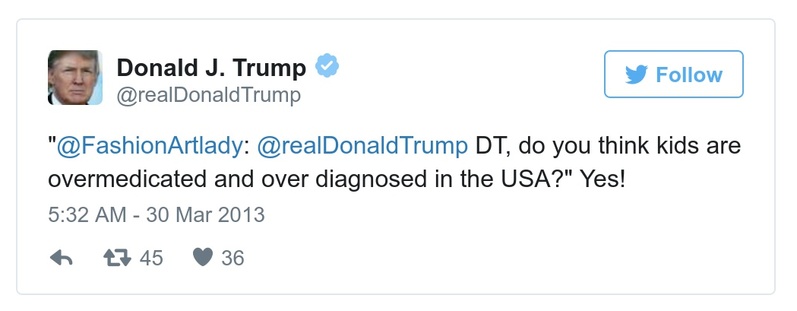 Donald J. Trump
Follow
@realDonaldTrump
"@FashionArtlady: @realDonaldTrump DT, do you think kids are
overmedicated and over diagnosed in the USA?" Yes!
5:32 AM - 30 Mar 2013
45 36